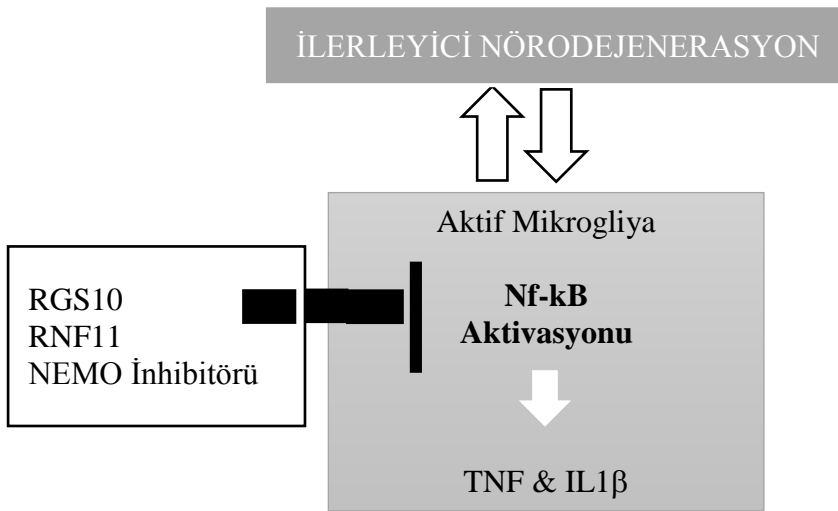 İLERLEYİCİ NÖRODEJENERASYON
Aktif Mikrogliya
RGS10
RNF11
NEMO İnhibitörü
Nf-kB
Aktivasyonu
TNF & IL1β